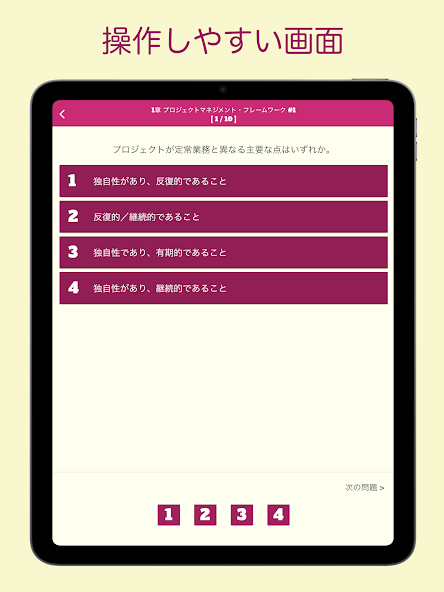 操作しやすい画面
1章 プロジェクトマネジメント・フレームワーク #1
[ 1 / 10 ]
プロジェクトが定常業務と異なる主要な点はいずれか。
1 独自性があり、反復的であること
2 反復的／継続的であること
3 独自性であり、有期的であること
4 独自性があり、継続的であること
次の問題 >
1 2 3 4